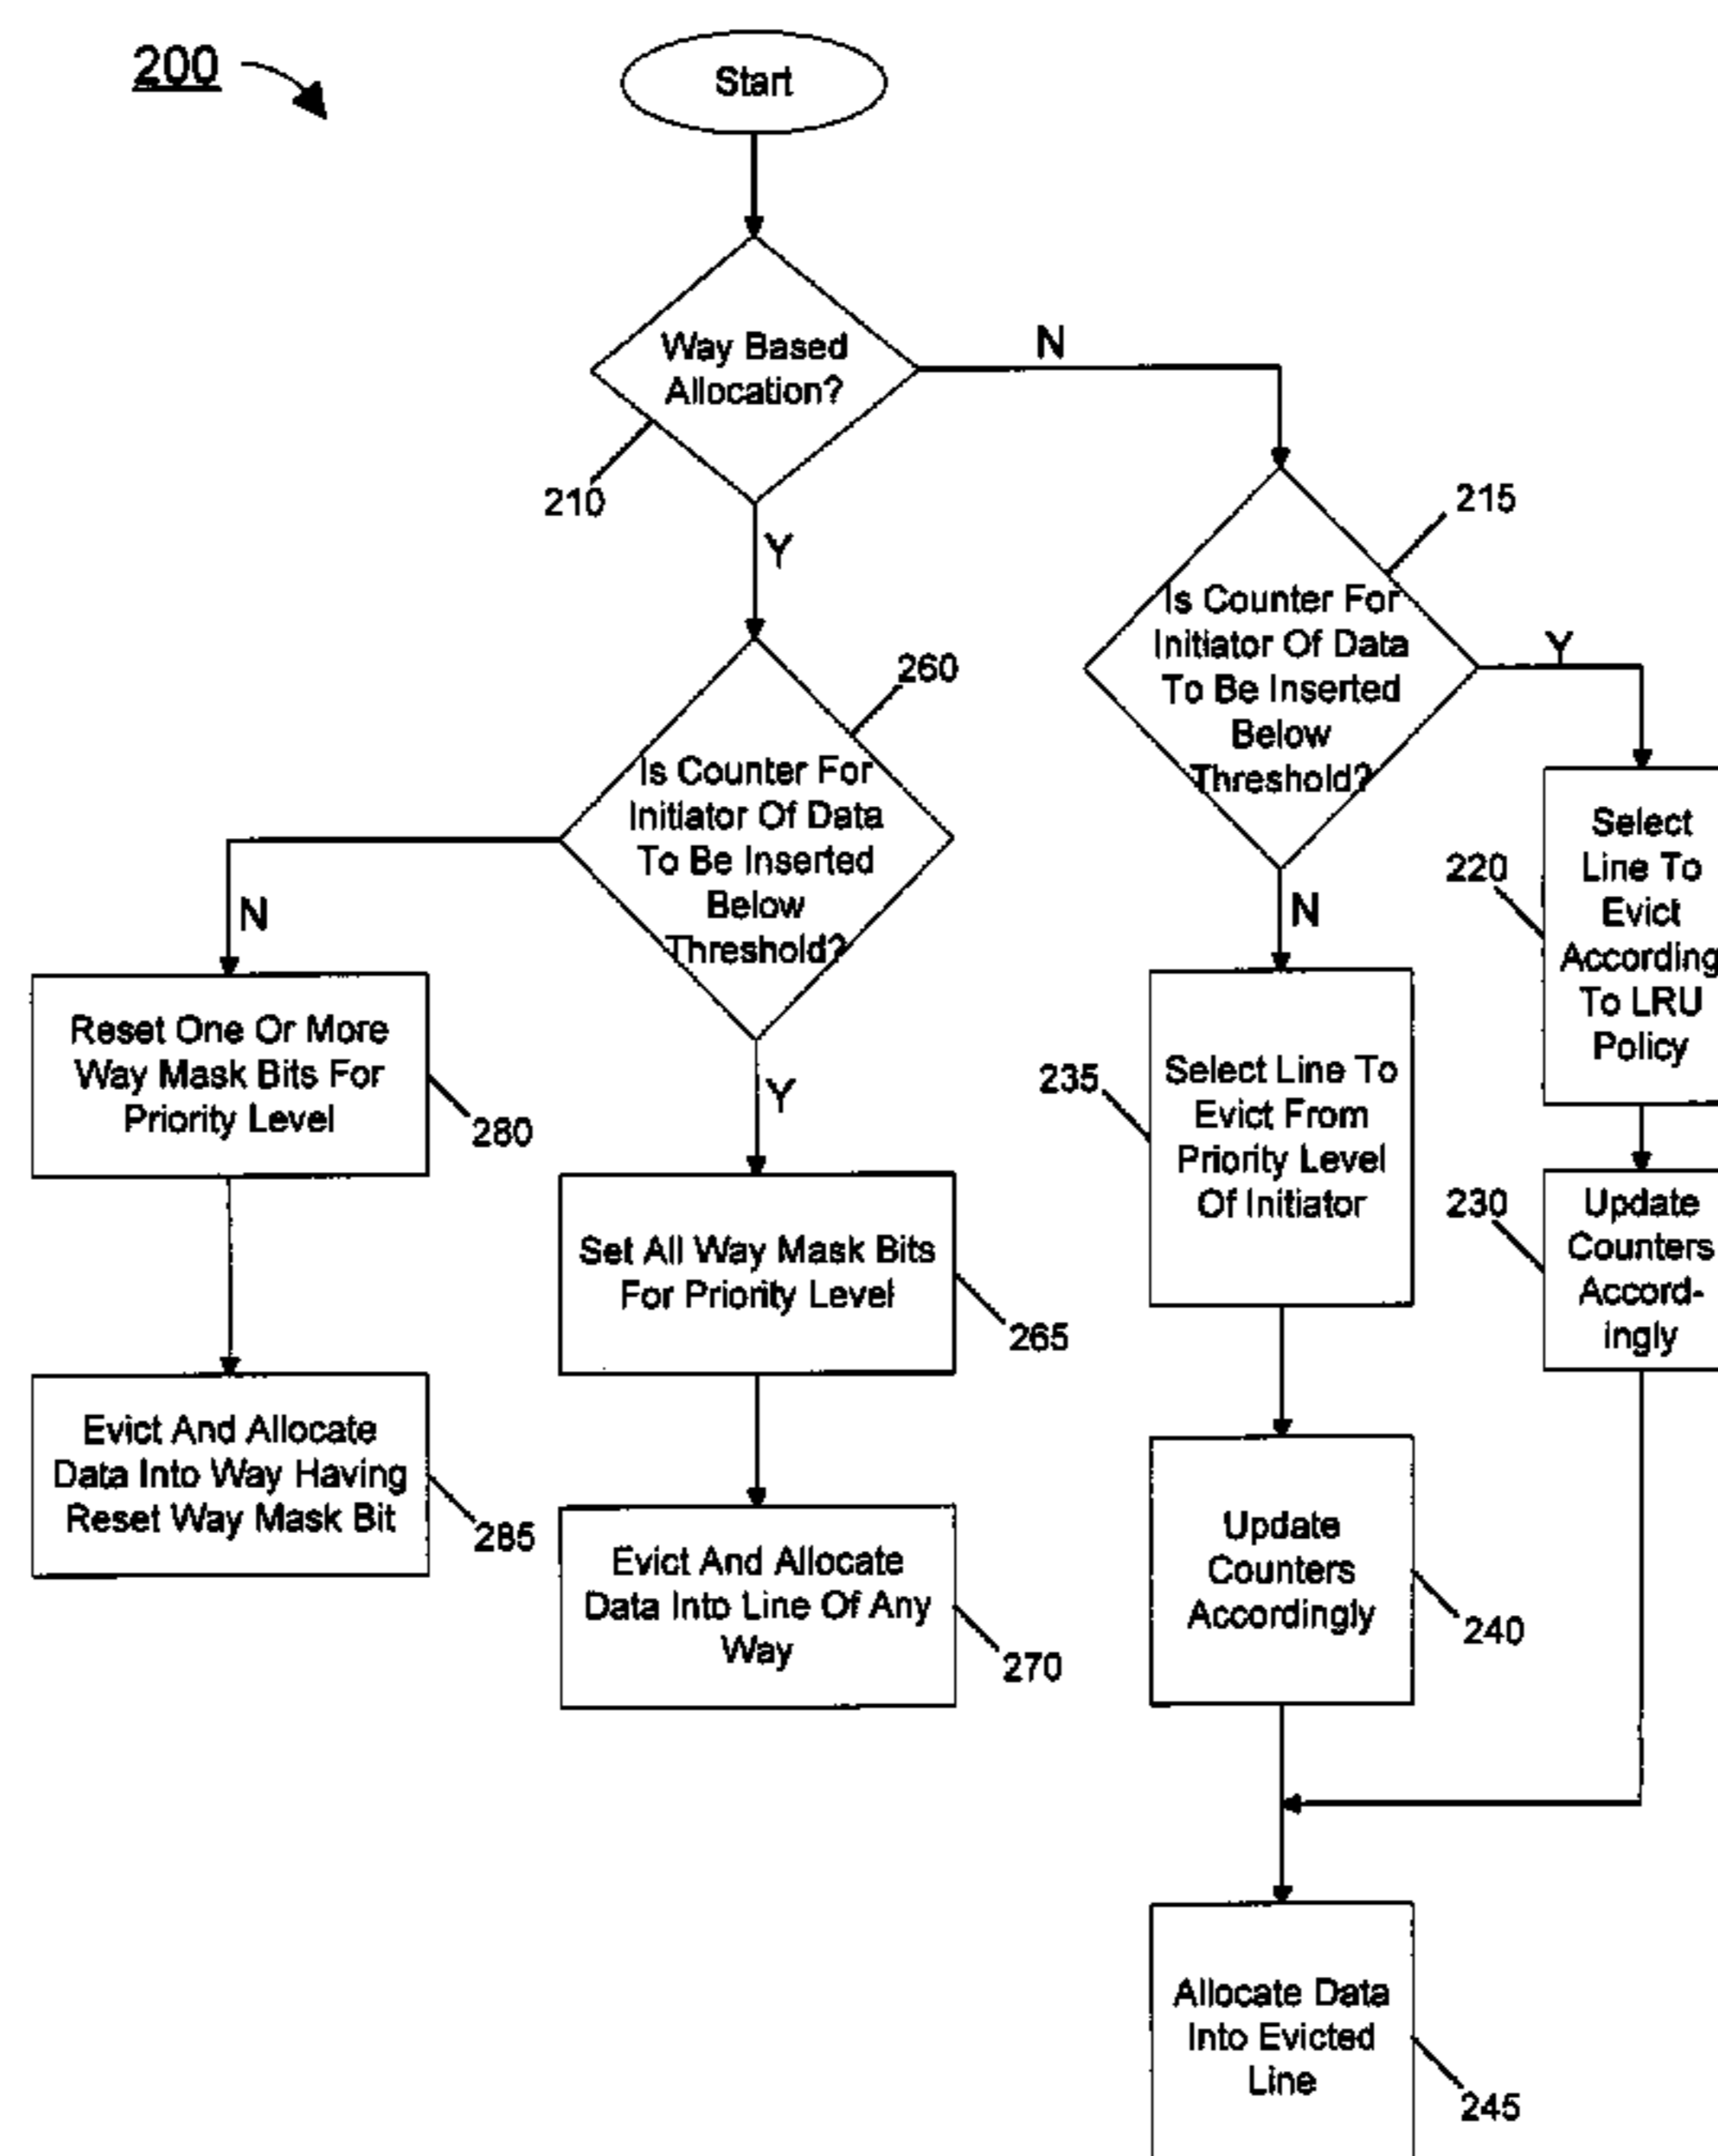 200
Start
Way Based
Allocation?
210
N
Y
215
Is Counter For
Initiator Of Data
To Be Inserted
Below
Threshold?
Y
N
260
Is Counter For
Initiator Of Data
To Be Inserted
Below
Threshold?
N
Y
220
Select
Line To
Evict
According
To LRU
Policy
230
Update
Counters
Accord-
ingly
235
Select Line To
Evict From
Priority Level
Of Initiator
Reset One Or More
Way Mask Bits For
Priority Level
280
Set All Way Mask Bits
For Priority Level
265
Evict And Allocate
Data Into Way Having
Reset Way Mask Bit
285
Evict And Allocate
Data Into Line Of Any
Way
270
Update
Counters
Accordingly
240
Allocate Data
Into Evicted
Line
245